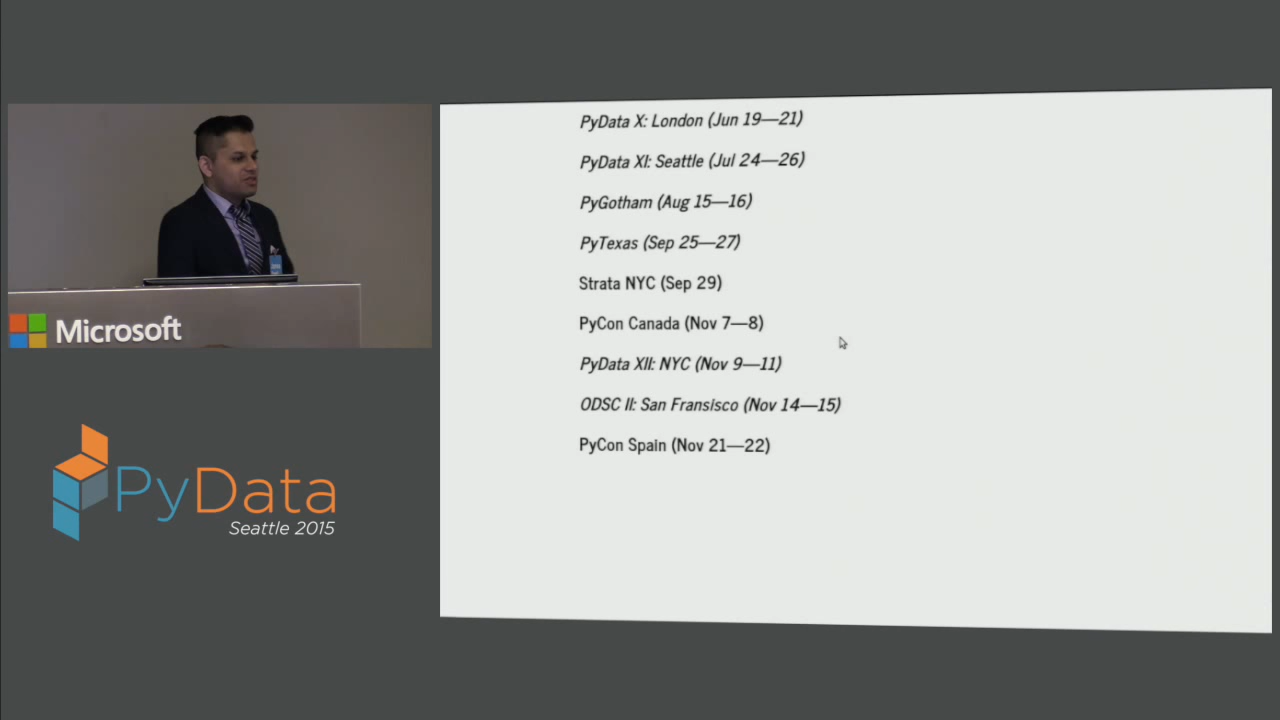 PyData X: London (Jun 19—21)
PyData XI: Seattle (Jul 24—26)
PyGotham (Aug 15—16)
PyTexas (Sep 25—27)
Strata NYC (Sep 29)
PyCon Canada (Nov 7—8)
PyData XII: NYC (Nov 9—11)
ODSC II: San Fransisco (Nov 14—15)
PyCon Spain (Nov 21—22)
Microsoft
PyData
Seattle 2015